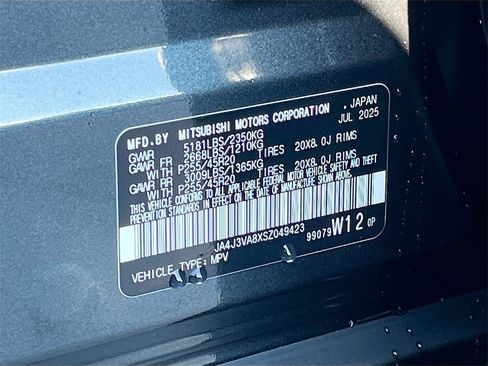 MFD.BY MITSUBISHI MOTORS CORPORATION , JAPAN
JUL 2025
GVWR 5181LBS/2350KG
GAWR FR 2668LBS/1210KG
P255/45R20 TIRES 20X8.0J RIMS
GAWR RR 3009LBS/1365KG
P255/45R20 TIRES 20X8.0J RIMS
THIS VEHICLE CONFORMS TO ALL APPLICABLE FEDERAL MOTOR VEHICLE SAFETY AND THEFT
PREVENTION STANDARDS IN EFFECT ON THE DATE OF MANUFACTURE SHOWN ABOVE.
JA4J3VA8XSZ049423
99079 W12 0P
VEHICLE TYPE: MPV